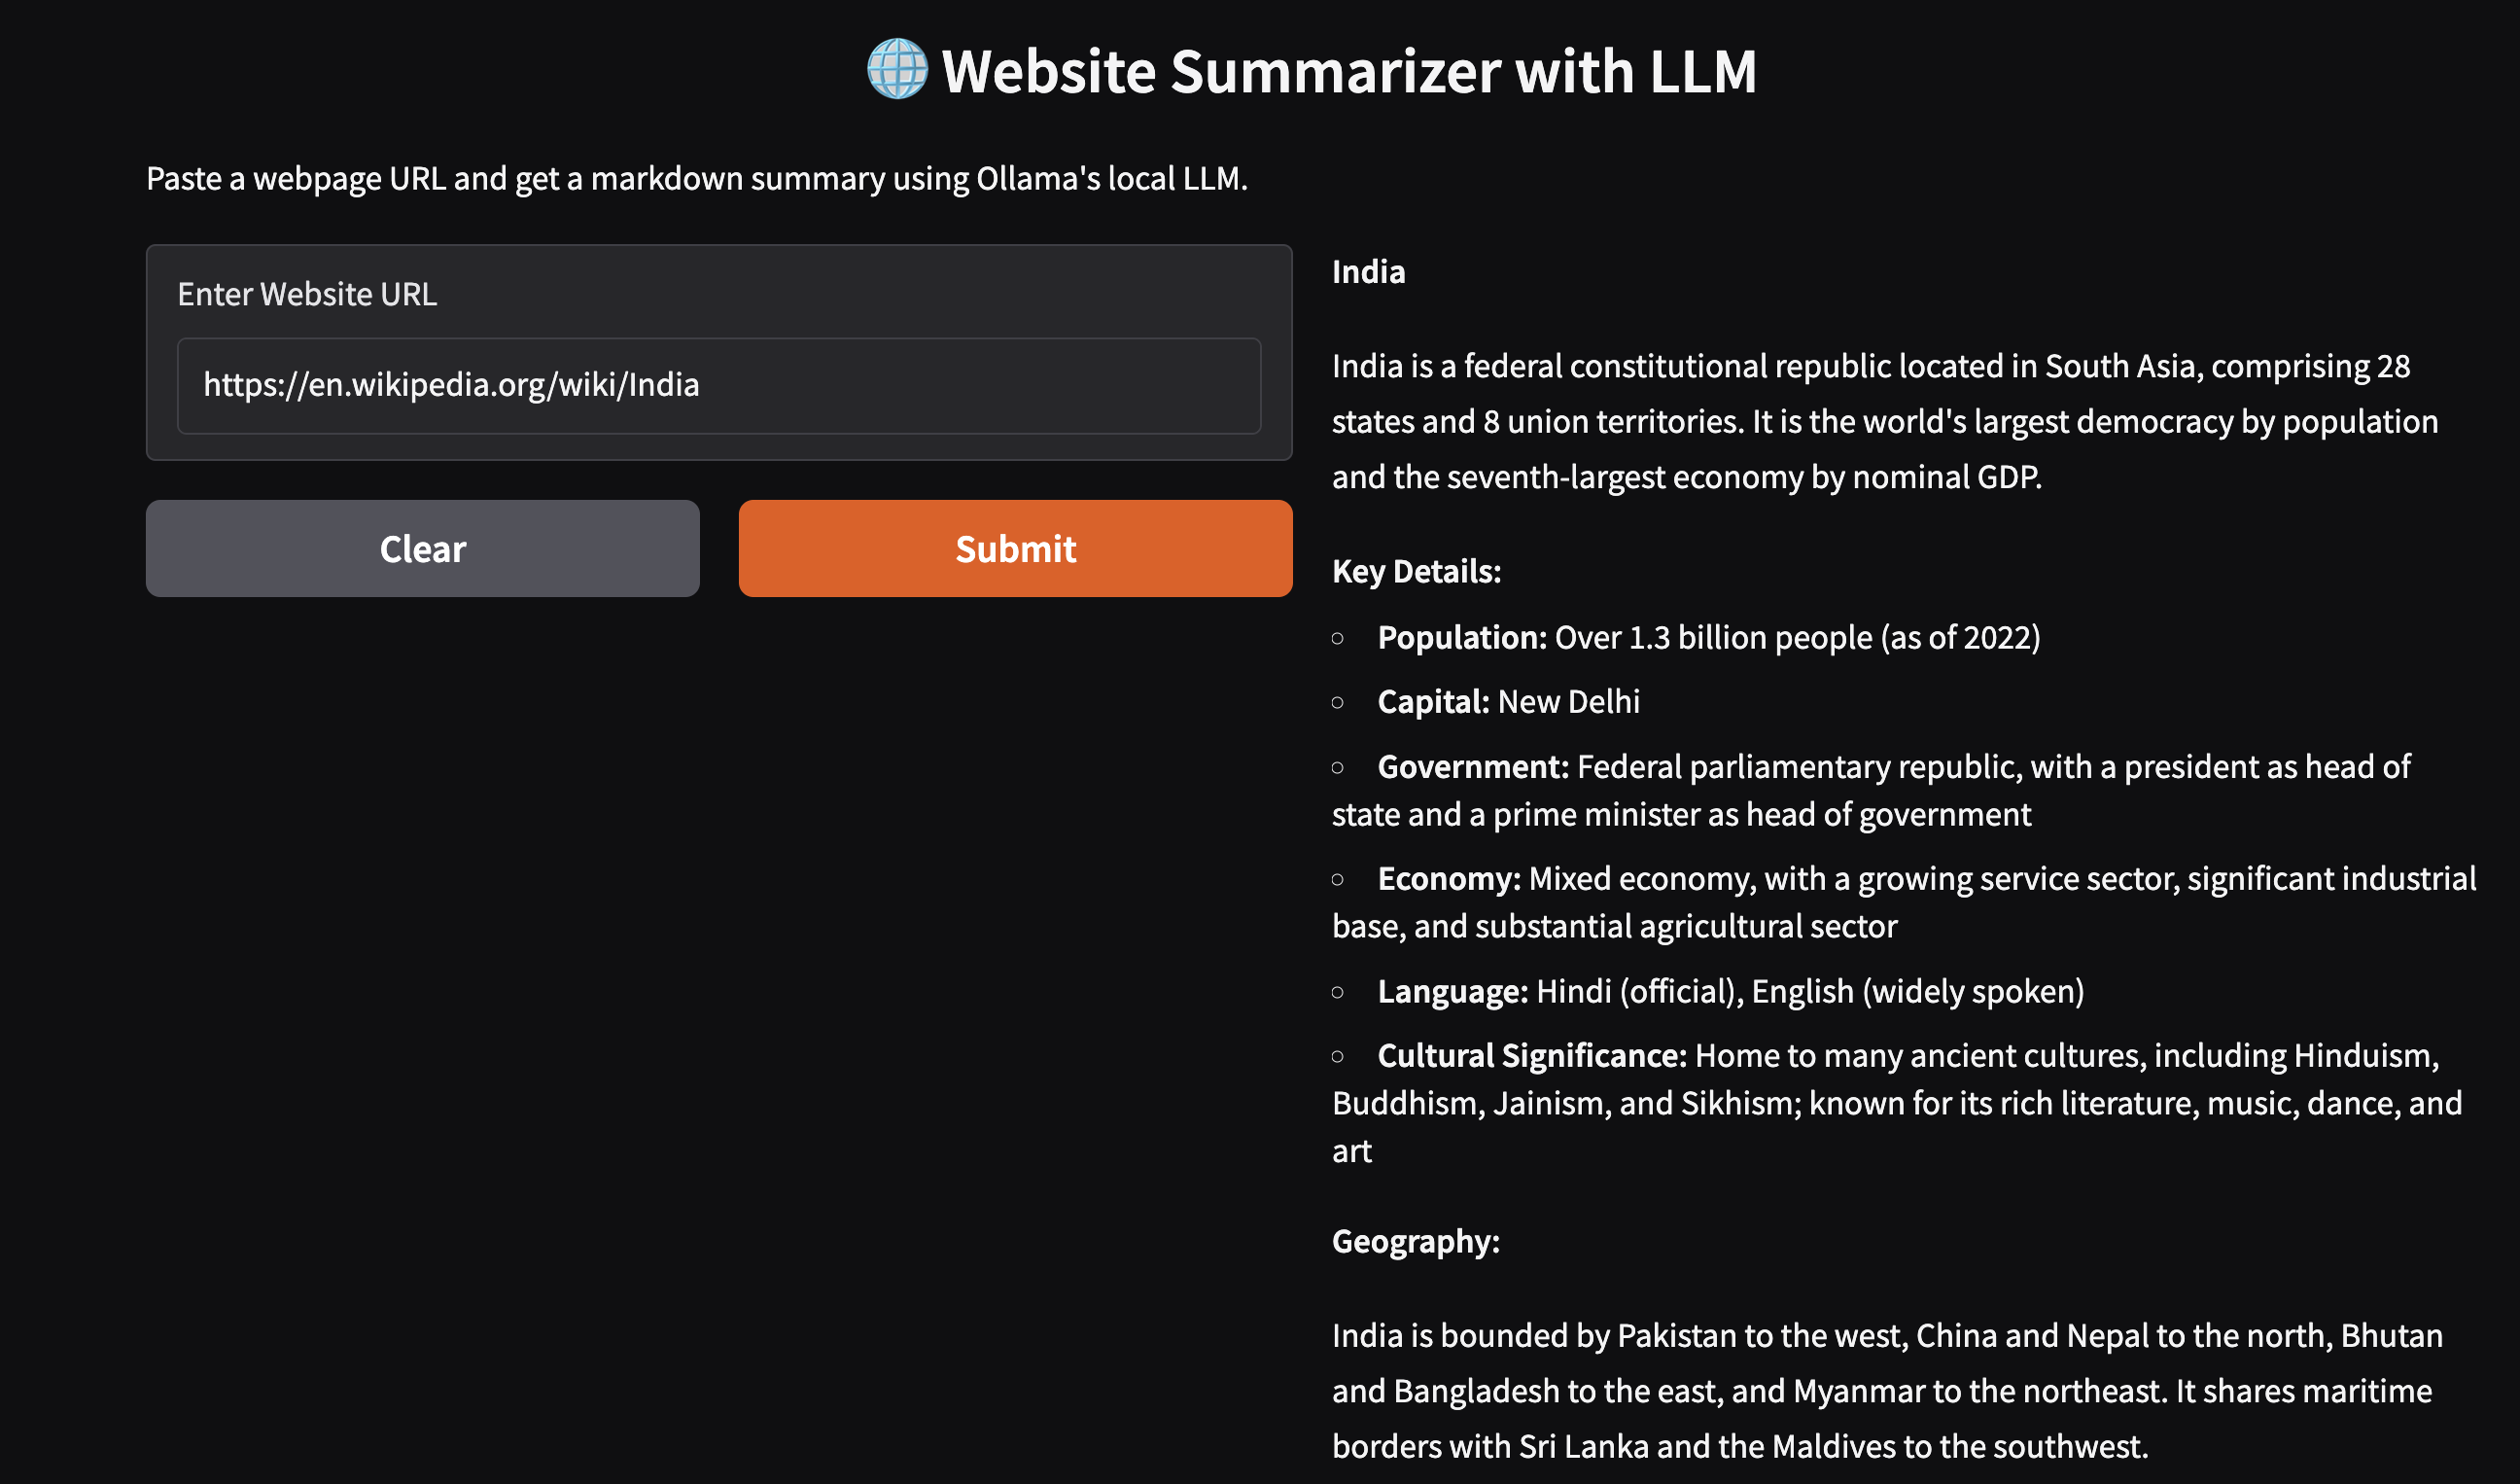 🌐 Website Summarizer with LLM
Paste a webpage URL and get a markdown summary using Ollama's local LLM.
Enter Website URL
https://en.wikipedia.org/wiki/India
Clear
Submit
India
India is a federal constitutional republic located in South Asia, comprising 28
states and 8 union territories. It is the world's largest democracy by population
and the seventh-largest economy by nominal GDP.
Key Details:
◦ Population: Over 1.3 billion people (as of 2022)
◦ Capital: New Delhi
◦ Government: Federal parliamentary republic, with a president as head of
state and a prime minister as head of government
◦ Economy: Mixed economy, with a growing service sector, significant industrial
base, and substantial agricultural sector
◦ Language: Hindi (official), English (widely spoken)
◦ Cultural Significance: Home to many ancient cultures, including Hinduism,
Buddhism, Jainism, and Sikhism; known for its rich literature, music, dance, and
art
Geography:
India is bounded by Pakistan to the west, China and Nepal to the north, Bhutan
and Bangladesh to the east, and Myanmar to the northeast. It shares maritime
borders with Sri Lanka and the Maldives to the southwest.